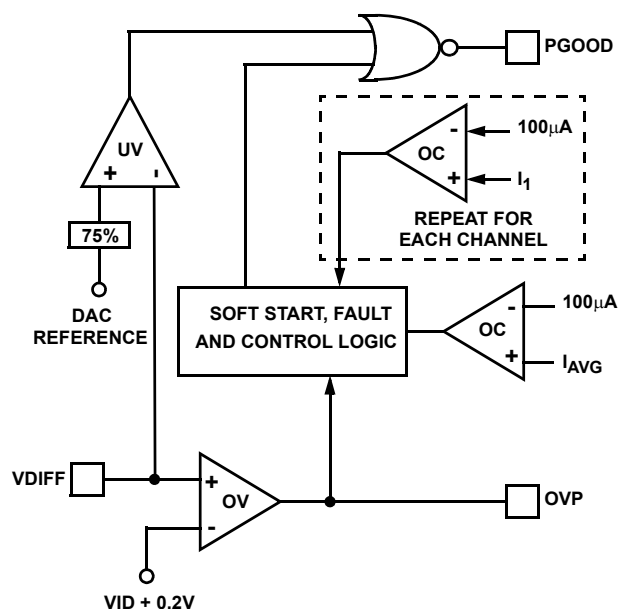 PGOOD
100µA
-
OC
+
I1
REPEAT FOR
EACH CHANNEL
UV
+ -
75%
DAC
REFERENCE
SOFT START, FAULT
AND CONTROL LOGIC
100µA
-
OC
+
IAVG
VDIFF
+
OV
-
OVP
VID + 0.2V